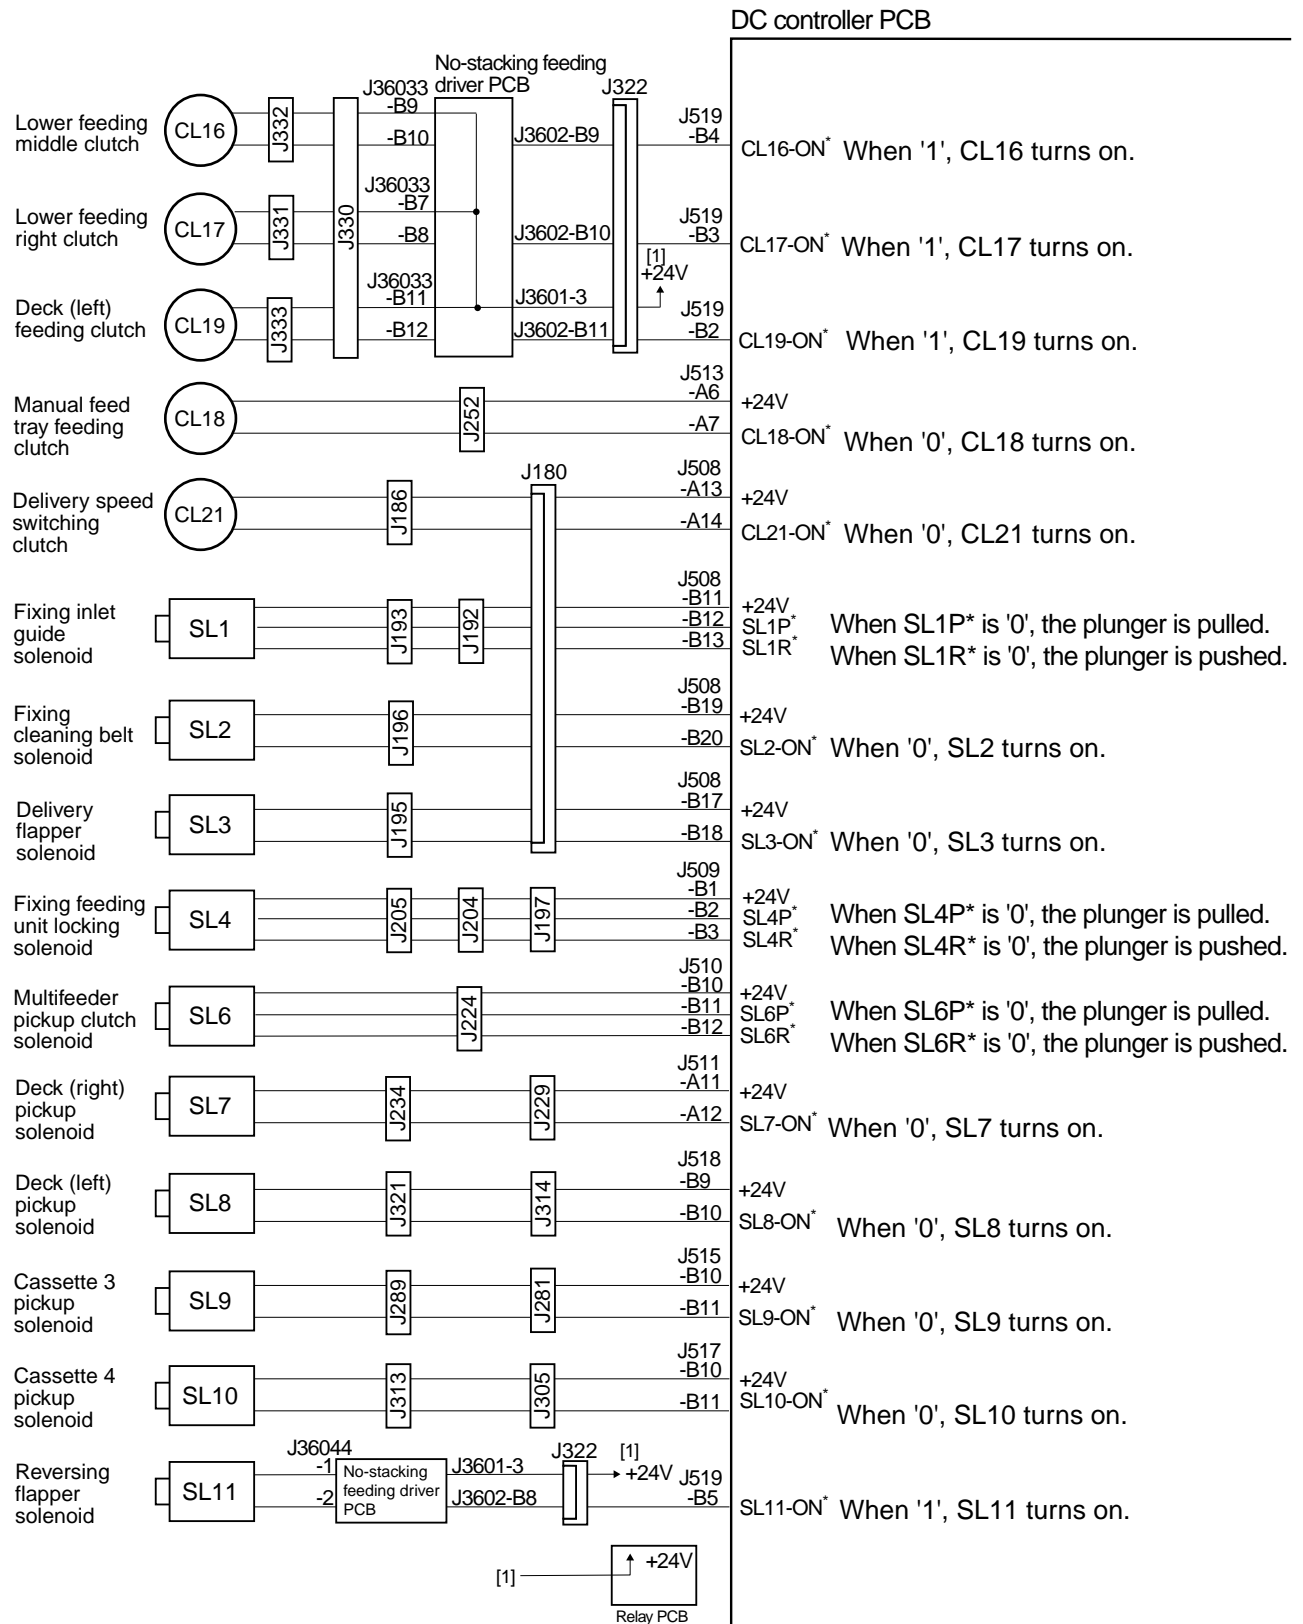 DC controller PCB
No-stacking feeding
driver PCB
J36033
J322
Lower feeding
middle clutch
CL16
J332
-B9
-B10
J3602-B9
J519
-B4
CL16-ON* When '1', CL16 turns on.
Lower feeding
right clutch
CL17
J331
J330
J36033
-B7
-B8
J3602-B10
J519
-B3
CL17-ON* When '1', CL17 turns on.
[1]
+24V
Deck (left)
feeding clutch
CL19
J333
J36033
-B11
-B12
J3601-3
J3602-B11
J519
-B2
CL19-ON* When '1', CL19 turns on.
Manual feed
tray feeding
clutch
CL18
J252
J513
-A6
-A7
+24V
CL18-ON* When '0', CL18 turns on.
Delivery speed
switching
clutch
CL21
J186
J180
J508
-A13
-A14
+24V
CL21-ON* When '0', CL21 turns on.
Fixing inlet
guide
solenoid
SL1
J193
J192
J508
-B11
-B12
-B13
+24V
SL1P*
SL1R*
When SL1P* is '0', the plunger is pulled.
When SL1R* is '0', the plunger is pushed.
Fixing
cleaning belt
solenoid
SL2
J196
J508
-B19
-B20
+24V
SL2-ON* When '0', SL2 turns on.
Delivery
flapper
solenoid
SL3
J195
J508
-B17
-B18
+24V
SL3-ON* When '0', SL3 turns on.
Fixing feeding
unit locking
solenoid
SL4
J205
J204
J197
J509
-B1
-B2
-B3
+24V
SL4P*
SL4R*
When SL4P* is '0', the plunger is pulled.
When SL4R* is '0', the plunger is pushed.
Multifeeder
pickup clutch
solenoid
SL6
J224
J510
-B10
-B11
-B12
+24V
SL6P*
SL6R*
When SL6P* is '0', the plunger is pulled.
When SL6R* is '0', the plunger is pushed.
Deck (right)
pickup
solenoid
SL7
J234
J229
J511
-A11
-A12
+24V
SL7-ON* When '0', SL7 turns on.
Deck (left)
pickup
solenoid
SL8
J321
J314
J518
-B9
-B10
+24V
SL8-ON* When '0', SL8 turns on.
Cassette 3
pickup
solenoid
SL9
J289
J281
J515
-B10
-B11
+24V
SL9-ON* When '0', SL9 turns on.
Cassette 4
pickup
solenoid
SL10
J313
J305
J517
-B10
-B11
+24V
SL10-ON* When '0', SL10 turns on.
Reversing
flapper
solenoid
SL11
J36044
-1
-2
No-stacking
feeding driver
PCB
J3601-3
J3602-B8
J322
[1]
+24V
J519
-B5
SL11-ON* When '1', SL11 turns on.
[1]
+24V
Relay PCB